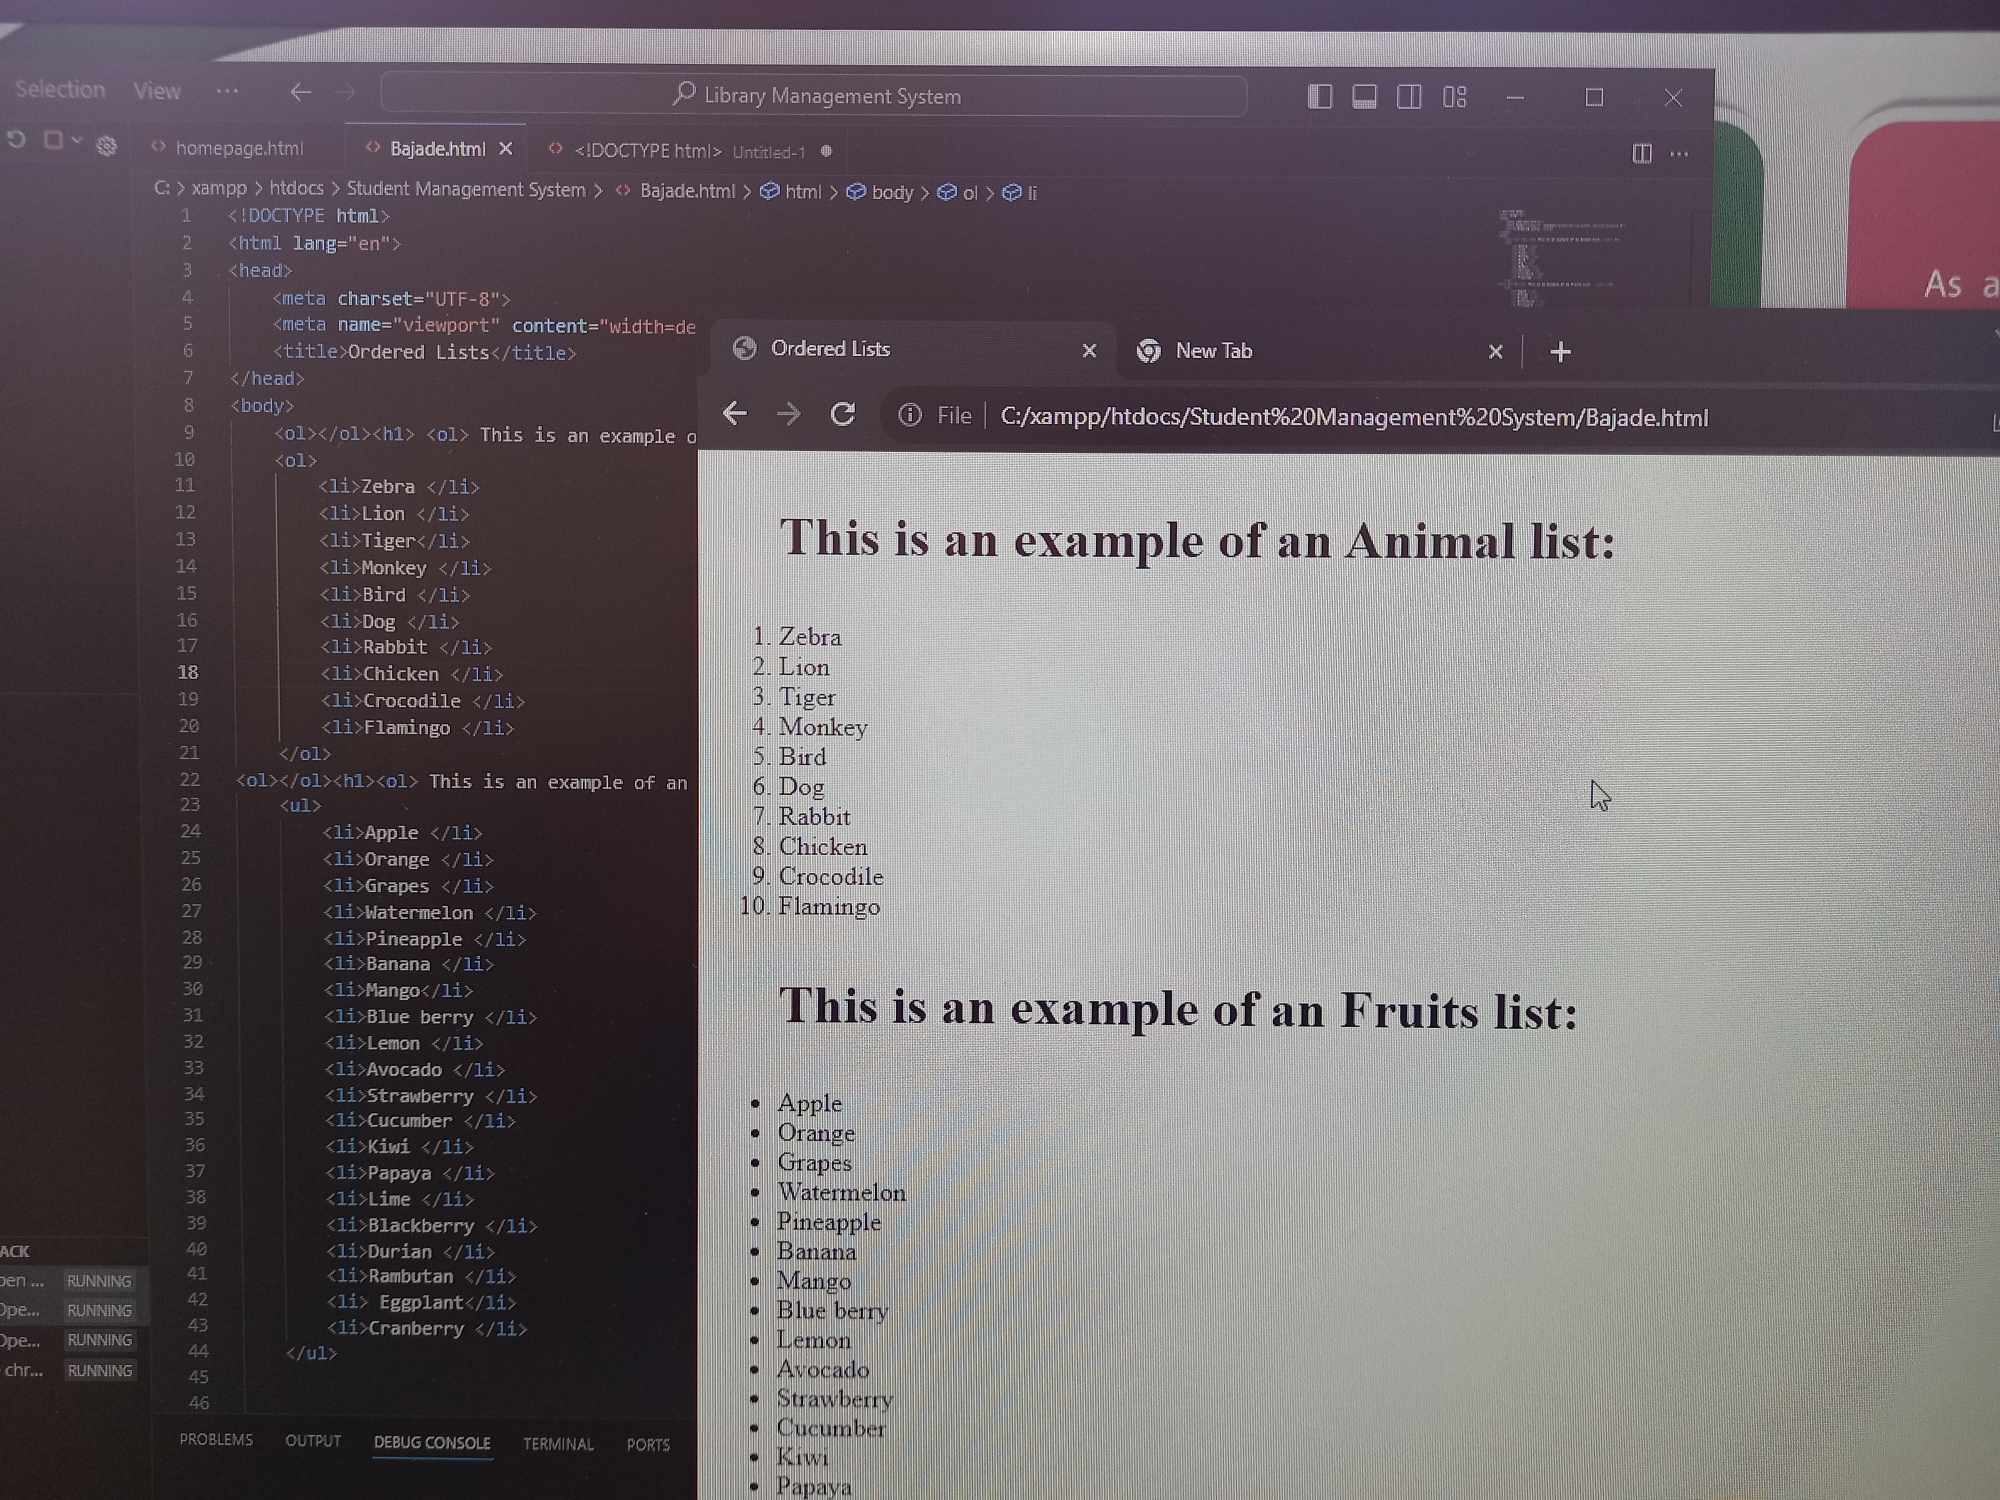 Selection View ... Library Management System
homepage.html Bajade.html <!DOCTYPE html> Untitled-1
C: > xampp > htdocs > Student Management System > Bajade.html > html > body > ol > li
1 <!DOCTYPE html>
2 <html lang="en">
3 <head>
4 <meta charset="UTF-8">
5 <meta name="viewport" content="width=de
6 <title>Ordered Lists</title>
7 </head>
8 <body>
9 <ol></ol><h1> <ol> This is an example o
10 <ol>
11 <li>Zebra </li>
12 <li>Lion </li>
13 <li>Tiger</li>
14 <li>Monkey </li>
15 <li>Bird </li>
16 <li>Dog </li>
17 <li>Rabbit </li>
18 <li>Chicken </li>
19 <li>Crocodile </li>
20 <li>Flamingo </li>
21 </ol>
22 <ol></ol><h1><ol> This is an example of an
23 <ul>
24 <li>Apple </li>
25 <li>Orange </li>
26 <li>Grapes </li>
27 <li>Watermelon </li>
28 <li>Pineapple </li>
29 <li>Banana </li>
30 <li>Mango</li>
31 <li>Blue berry </li>
32 <li>Lemon </li>
33 <li>Avocado </li>
34 <li>Strawberry </li>
35 <li>Cucumber </li>
36 <li>Kiwi </li>
37 <li>Papaya </li>
38 <li>Lime </li>
39 <li>Blackberry </li>
40 <li>Durian </li>
41 <li>Rambutan </li>
42 <li> Eggplant</li>
43 <li>Cranberry </li>
44 </ul>
45
46
ACK
pen ... RUNNING
Ope... RUNNING
Ope... RUNNING
chr... RUNNING
PROBLEMS OUTPUT DEBUG CONSOLE TERMINAL PORTS
As a
Ordered Lists New Tab
File C:/xampp/htdocs/Student%20Management%20System/Bajade.html
This is an example of an Animal list:
1. Zebra
2. Lion
3. Tiger
4. Monkey
5. Bird
6. Dog
7. Rabbit
8. Chicken
9. Crocodile
10. Flamingo
This is an example of an Fruits list:
• Apple
• Orange
• Grapes
• Watermelon
• Pineapple
• Banana
• Mango
• Blue berry
• Lemon
• Avocado
• Strawberry
• Cucumber
• Kiwi
• Papaya